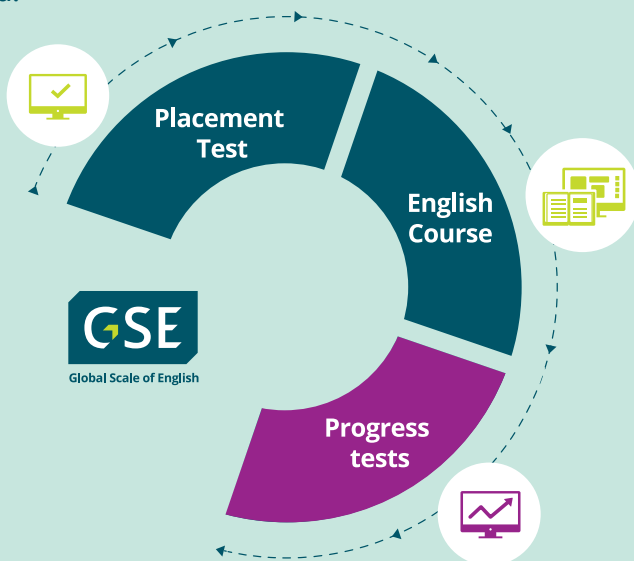 Placement
Test
English
Course
GSE
Global Scale of English
Progress
tests